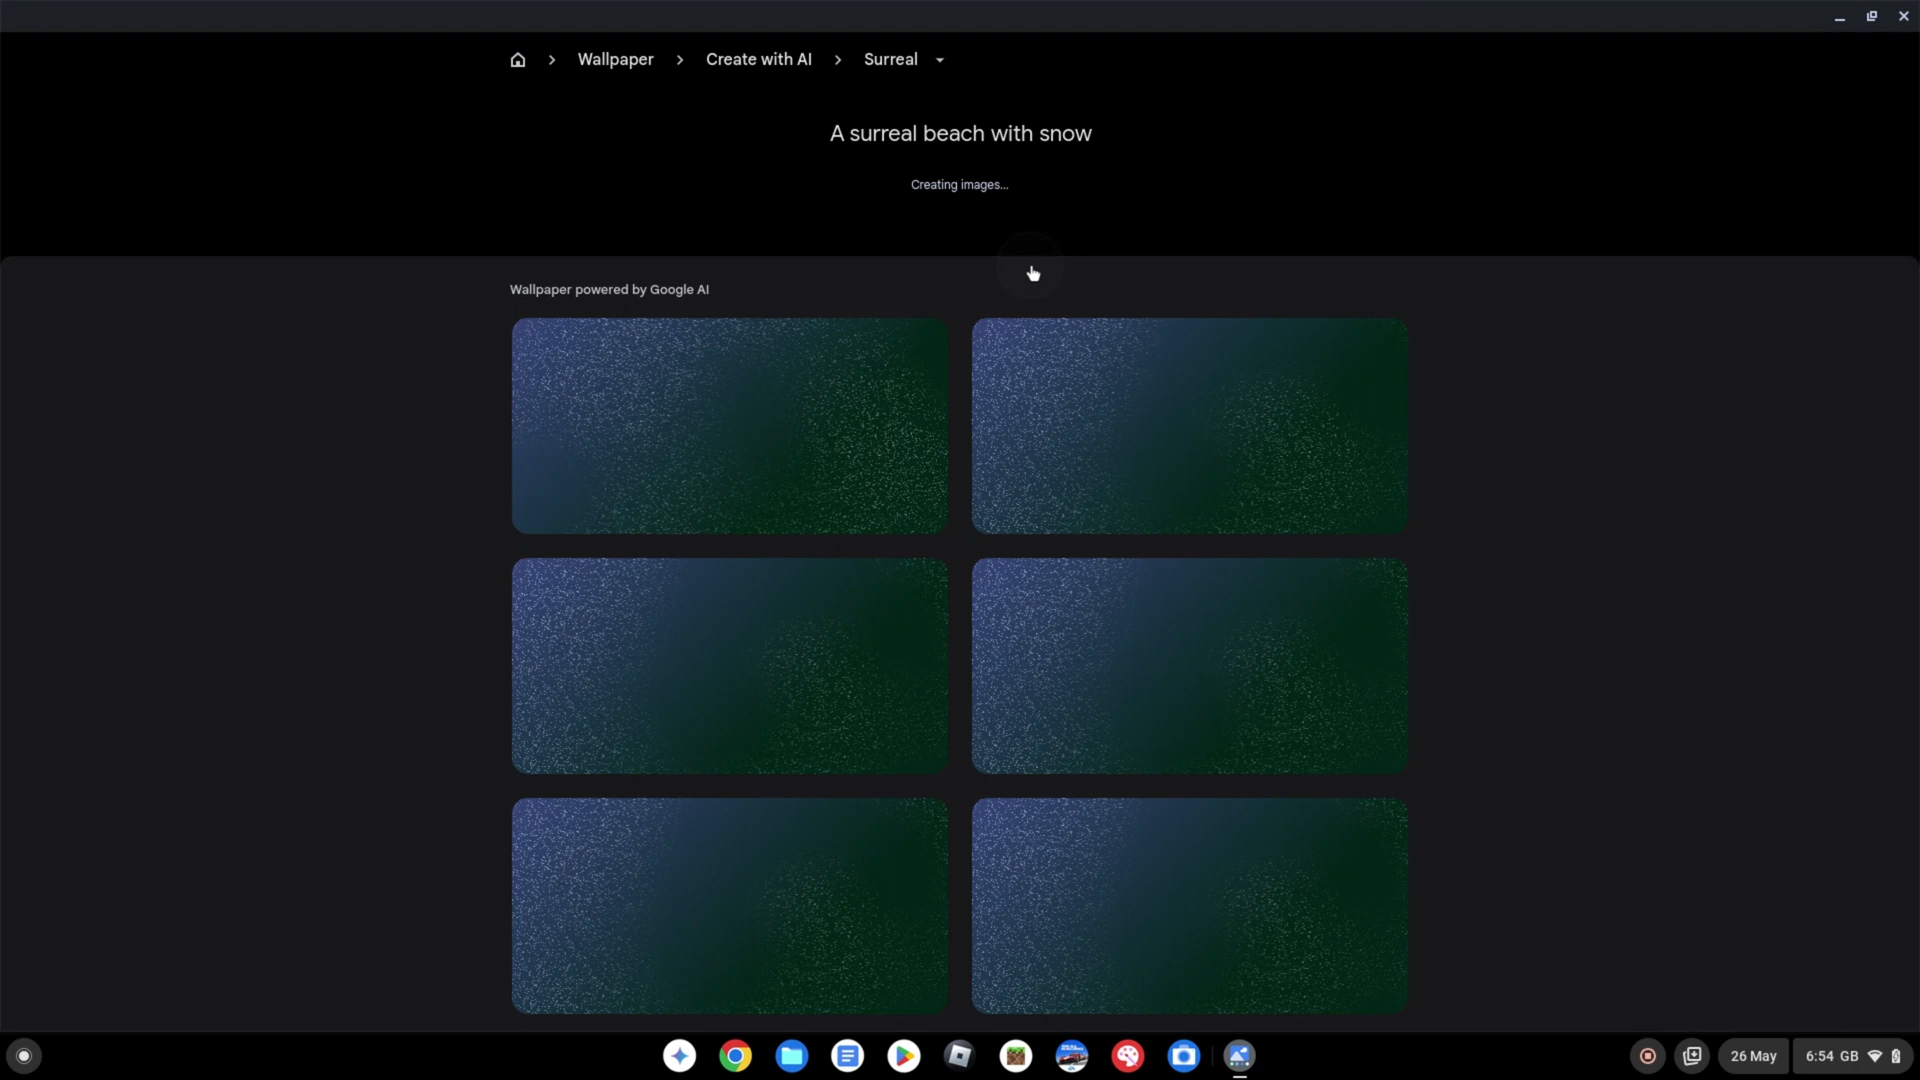 Wallpaper
Create with AI
Surreal
A surreal beach with snow
Creating images...
Wallpaper powered by Google AI
26 May
6:54 GB